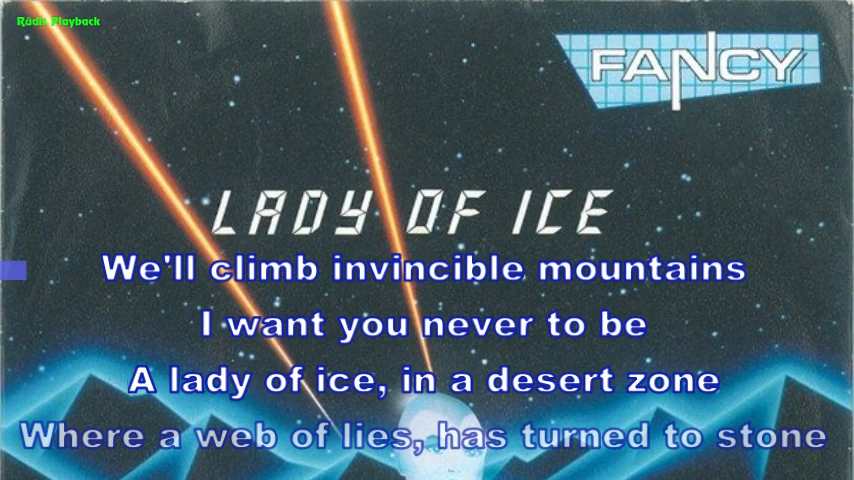 Rádio Playback
FANCY
LADY OF ICE
We'll climb invincible mountains
I want you never to be
A lady of ice, in a desert zone
Where a web of lies, has turned to stone